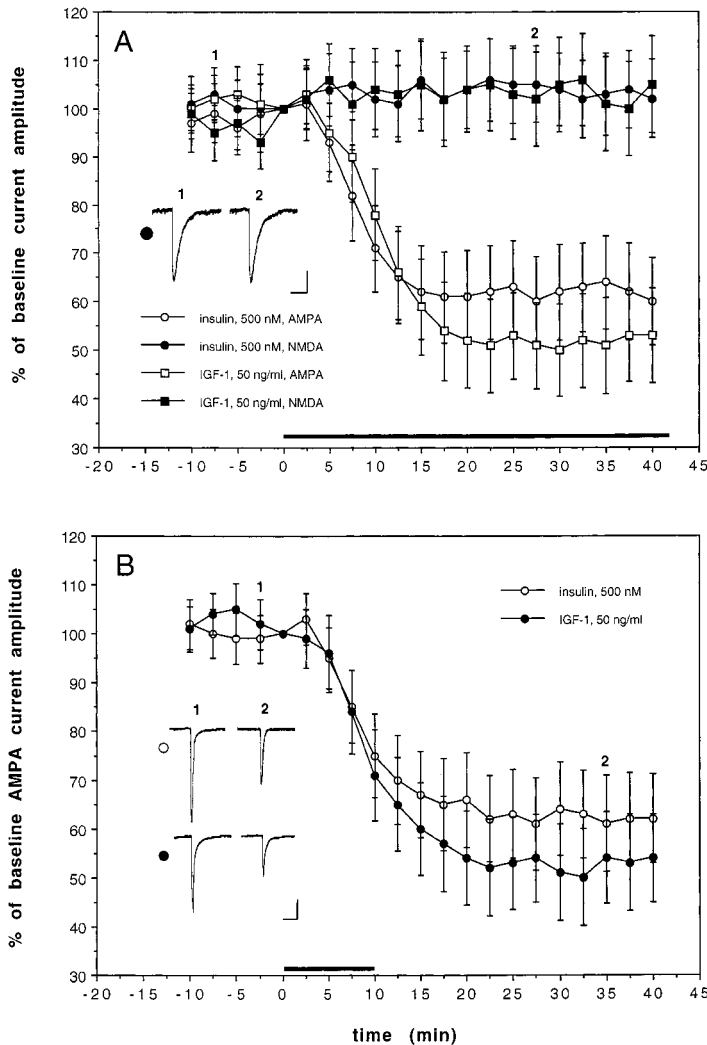 A
% of baseline current amplitude
120
110
100
90
80
70
60
50
40
30
1
2
1
2
insulin, 500 nM, AMPA
insulin, 500 nM, NMDA
IGF-1, 50 ng/ml, AMPA
IGF-1, 50 ng/ml, NMDA
-20 -15 -10 -5 0 5 10 15 20 25 30 35 40 45
B
% of baseline AMPA current amplitude
120
110
100
90
80
70
60
50
40
30
1
insulin, 500 nM
IGF-1, 50 ng/ml
1
2
2
-20 -15 -10 -5 0 5 10 15 20 25 30 35 40 45
time (min)